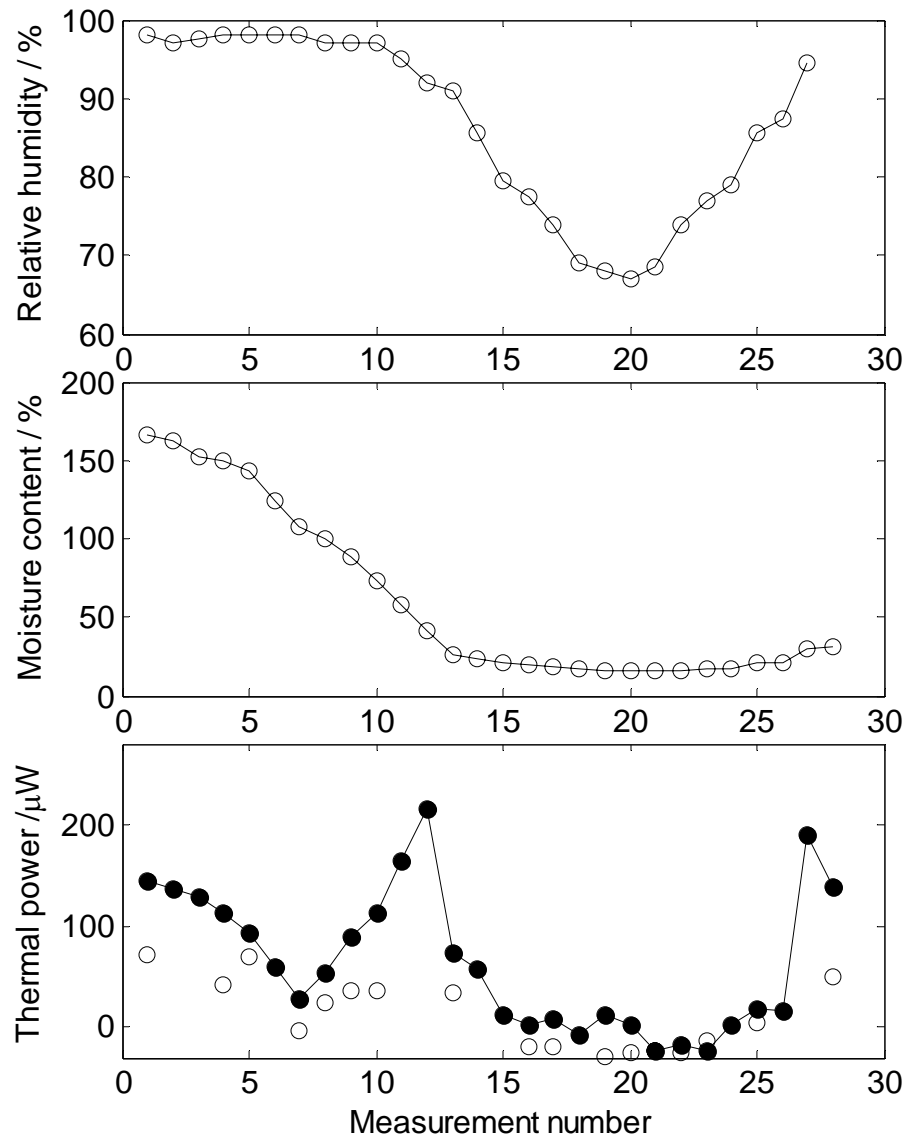 Relative humidity / %
100
90
80
70
60
0 5 10 15 20 25 30
Moisture content / %
200
150
100
50
0
0 5 10 15 20 25 30
Thermal power /μW
200
100
0
0 5 10 15 20 25 30
Measurement number